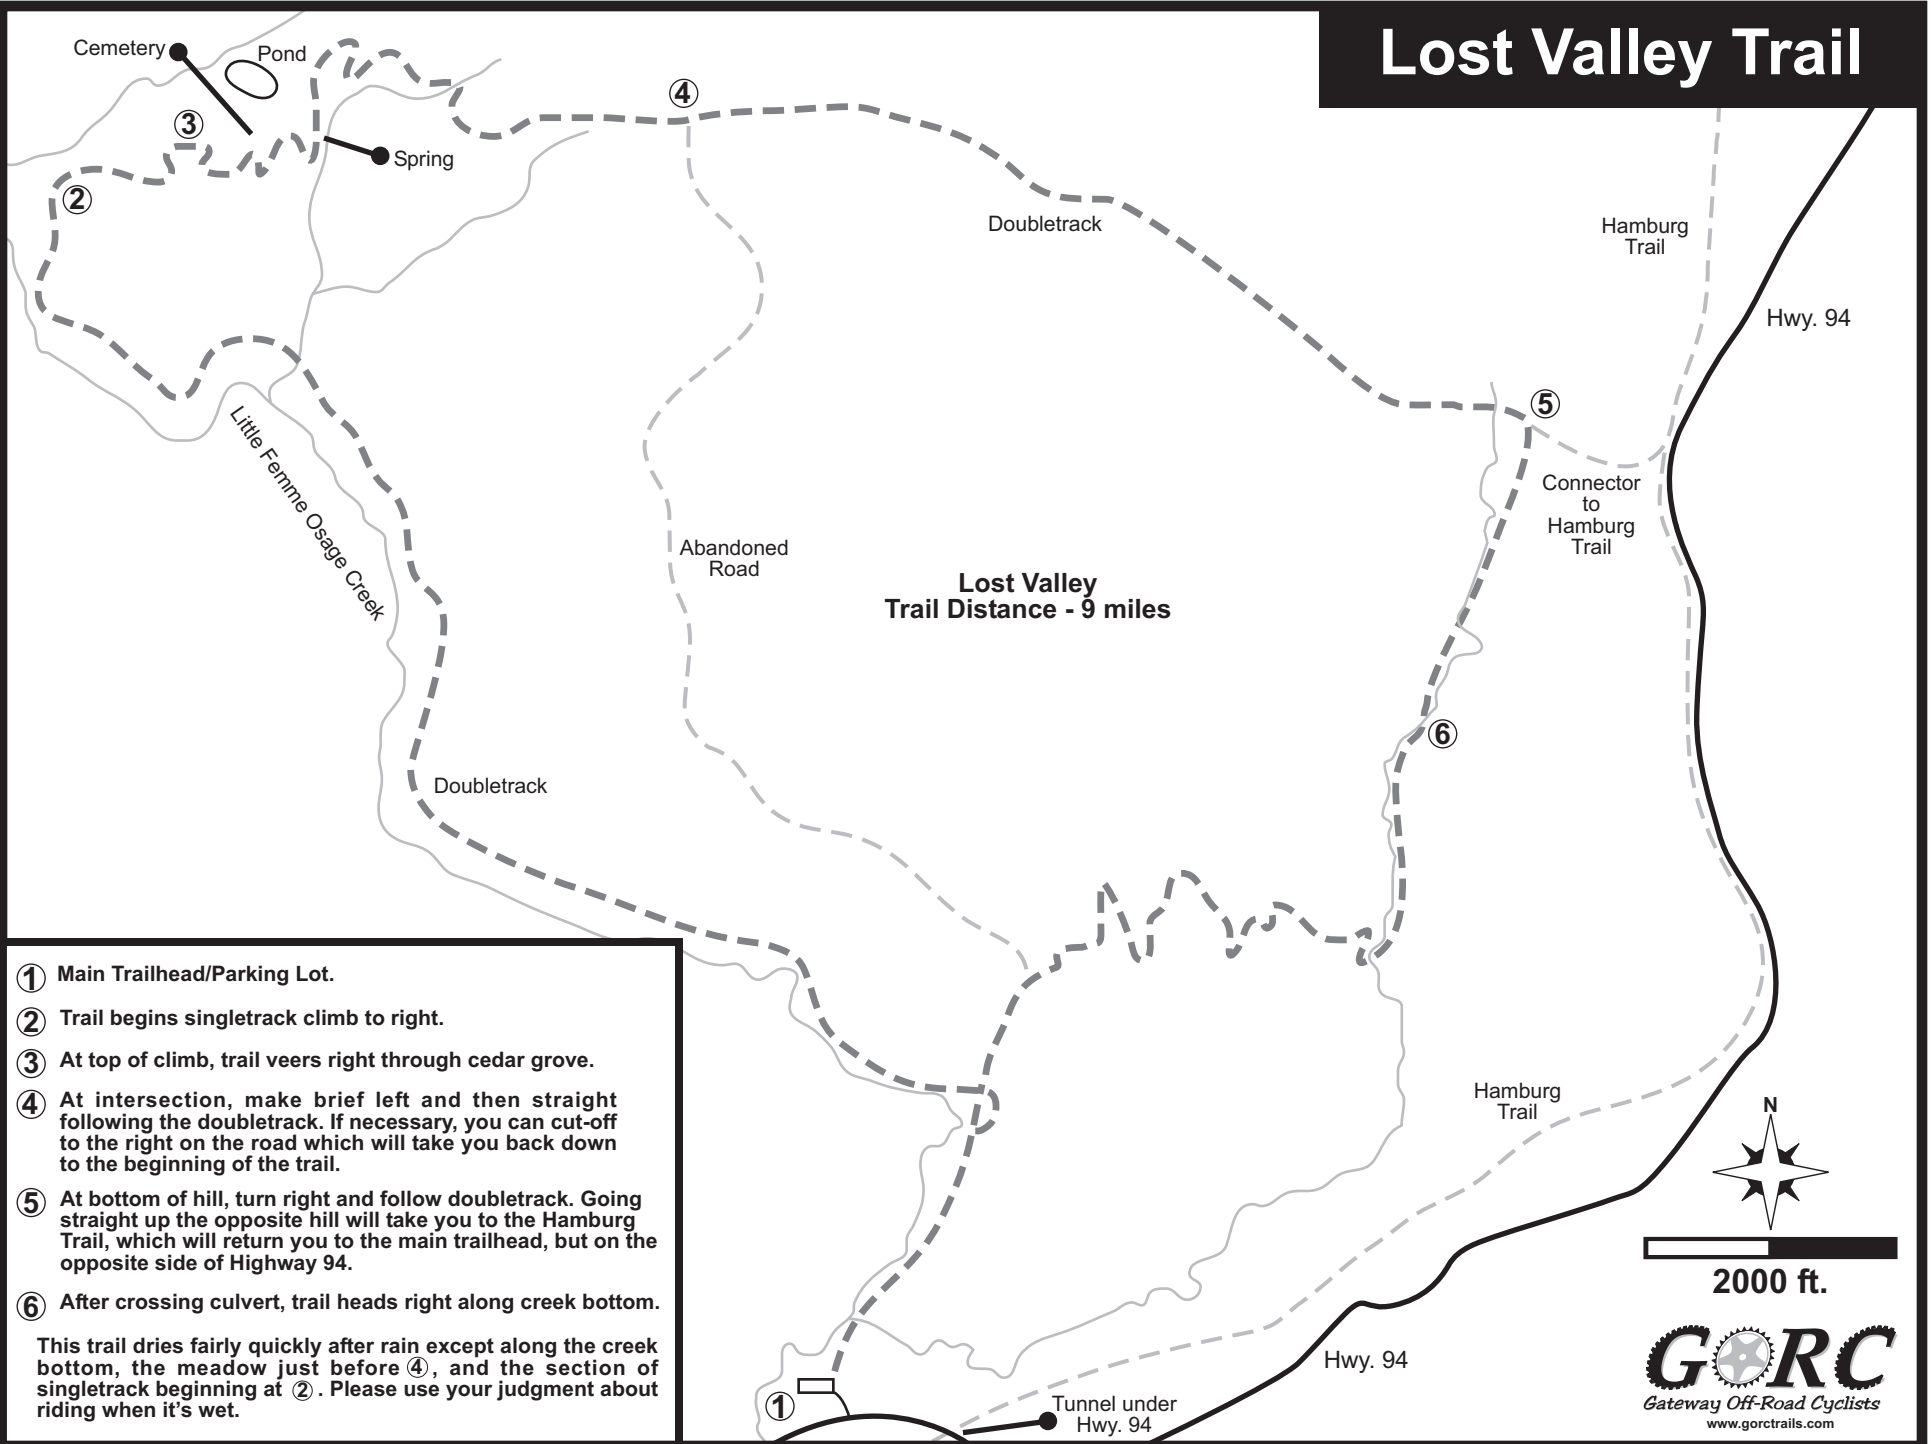 Lost Valley Trail
Cemetery
Pond
4
3
Spring
2
Doubletrack
Hamburg
Trail
Hwy. 94
5
Little Femme Osage Creek
Connector
to
Hamburg
Trail
Abandoned
Road
Lost Valley
Trail Distance - 9 miles
6
Doubletrack
1 Main Trailhead/Parking Lot.
2 Trail begins singletrack climb to right.
3 At top of climb, trail veers right through cedar grove.
4 At intersection, make brief left and then straight
following the doubletrack. If necessary, you can cut-off
to the right on the road which will take you back down
to the beginning of the trail.
5 At bottom of hill, turn right and follow doubletrack. Going
straight up the opposite hill will take you to the Hamburg
Trail, which will return you to the main trailhead, but on the
opposite side of Highway 94.
6 After crossing culvert, trail heads right along creek bottom.
This trail dries fairly quickly after rain except along the creek
bottom, the meadow just before 4, and the section of
singletrack beginning at 2. Please use your judgment about
riding when it's wet.
Hamburg
Trail
N
2000 ft.
Hwy. 94
1
Tunnel under
Hwy. 94
GORC
Gateway Off-Road Cyclists
www.gorctrails.com